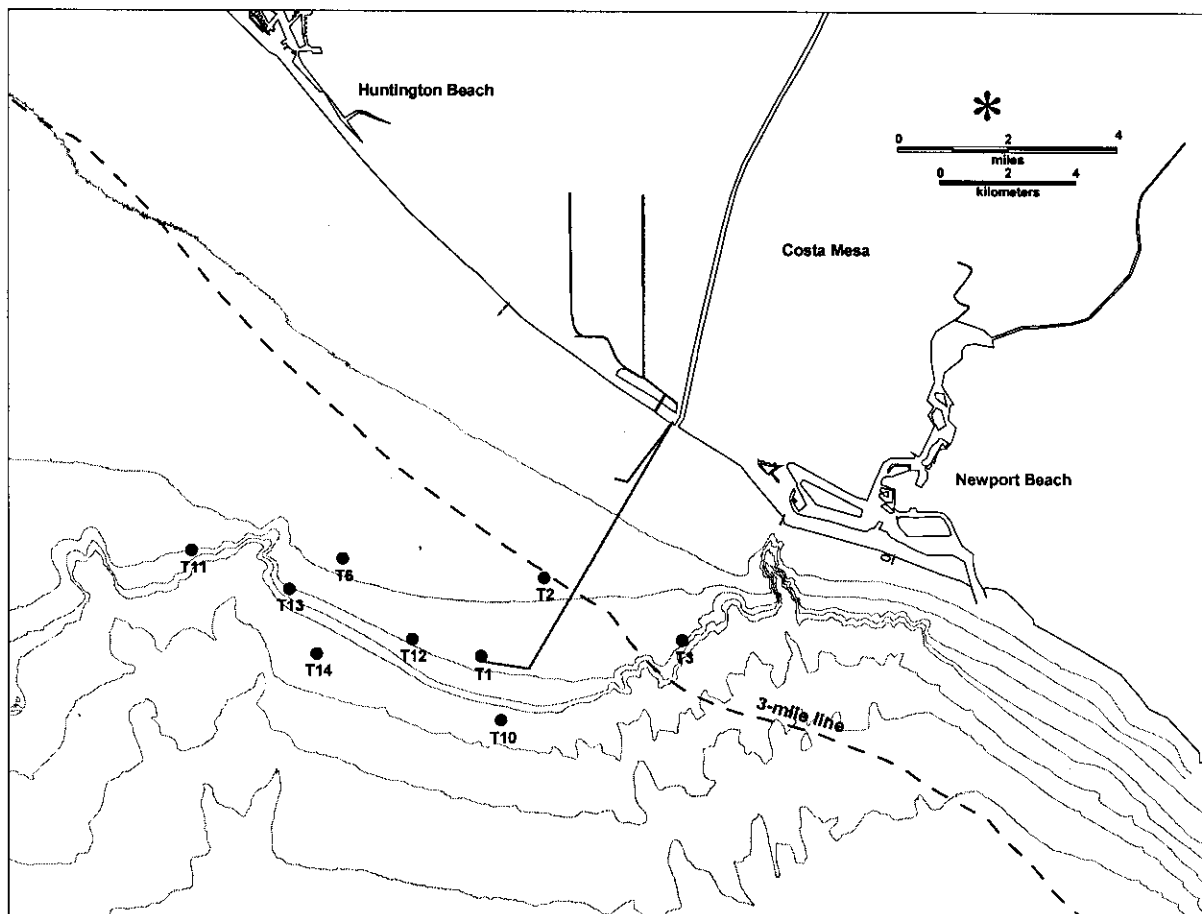 Huntington Beach
0 2 4
miles
0 2 4
kilometers
Costa Mesa
Newport Beach
T11
T6
T2
T13
T12
T3
T14
T1
3-mile line
T10